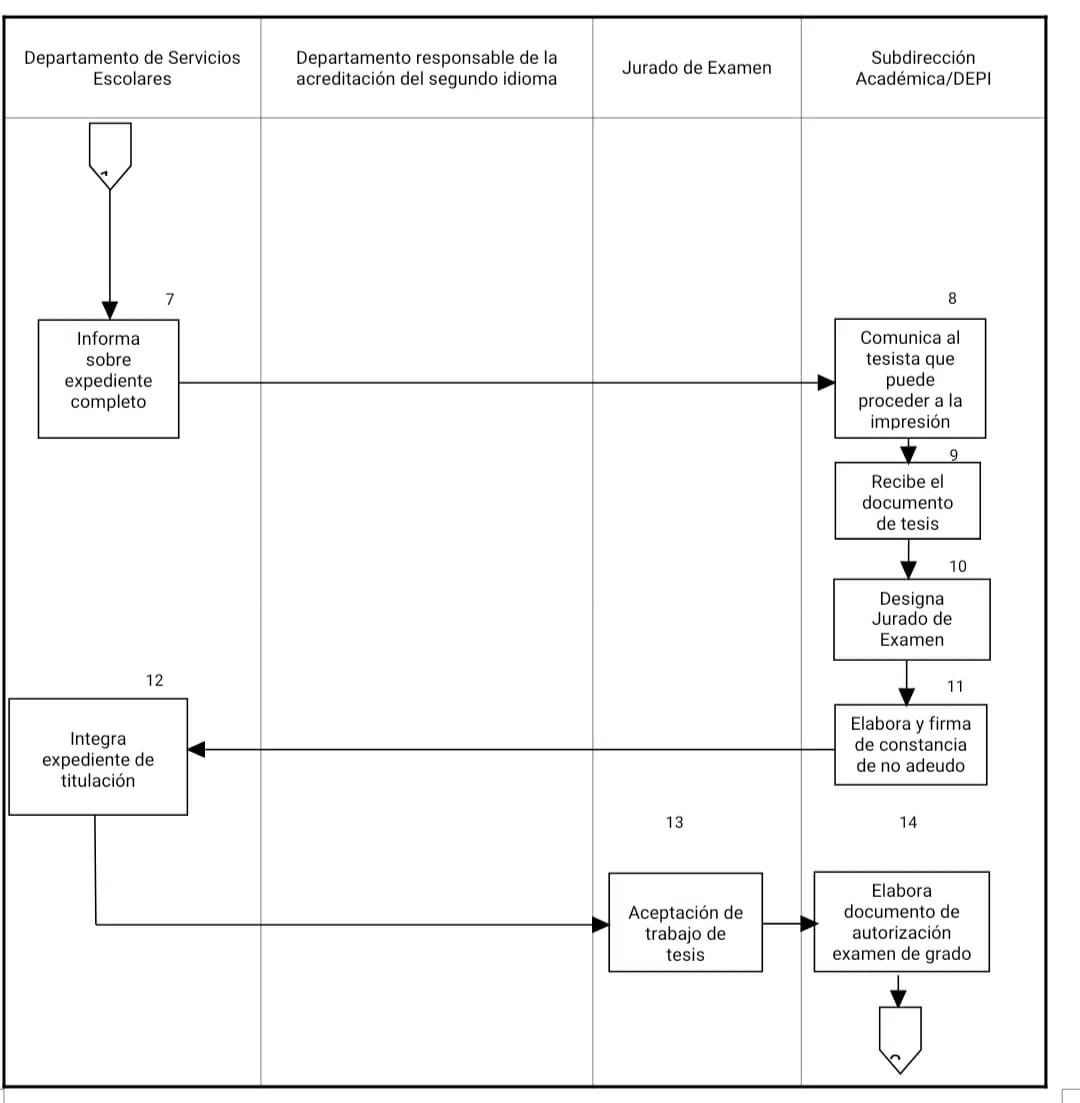 Departamento de Servicios
Escolares
Departamento responsable de la
acreditación del segundo idioma
Jurado de Examen
Subdirección
Académica/DEPI
7
Informa
sobre
expediente
completo
8
Comunica al
tesista que
puede
proceder a la
impresión
9
Recibe el
documento
de tesis
10
Designa
Jurado de
Examen
11
Elabora y firma
de constancia
de no adeudo
12
Integra
expediente de
titulación
13
Aceptación de
trabajo de
tesis
14
Elabora
documento de
autorización
examen de grado